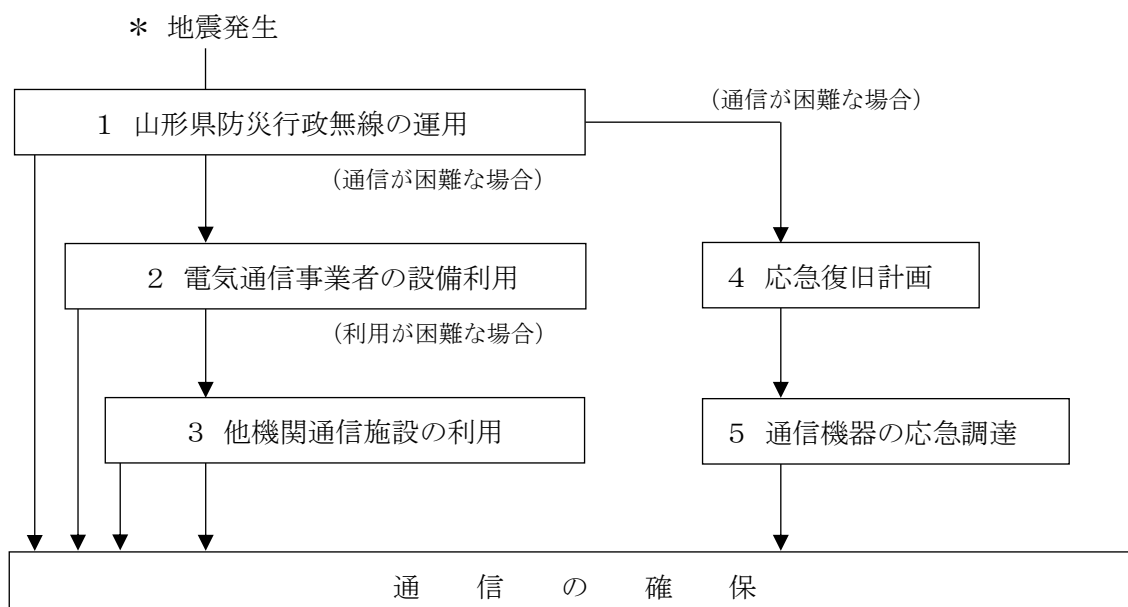 ＊ 地震発生
（通信が困難な場合）
１ 山形県防災行政無線の運用
（通信が困難な場合）
２ 電気通信事業者の設備利用
４ 応急復旧計画
（利用が困難な場合）
３ 他機関通信施設の利用
５ 通信機器の応急調達
通 信 の 確 保